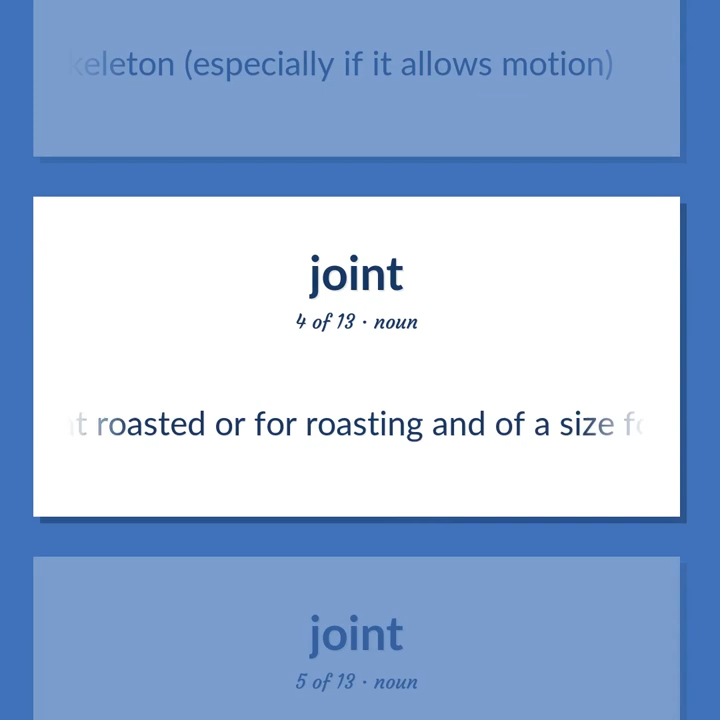 (especially if it allows motion)
joint
4 of 13 · noun
roasted or for roasting and of a size
joint
5 of 13 · noun